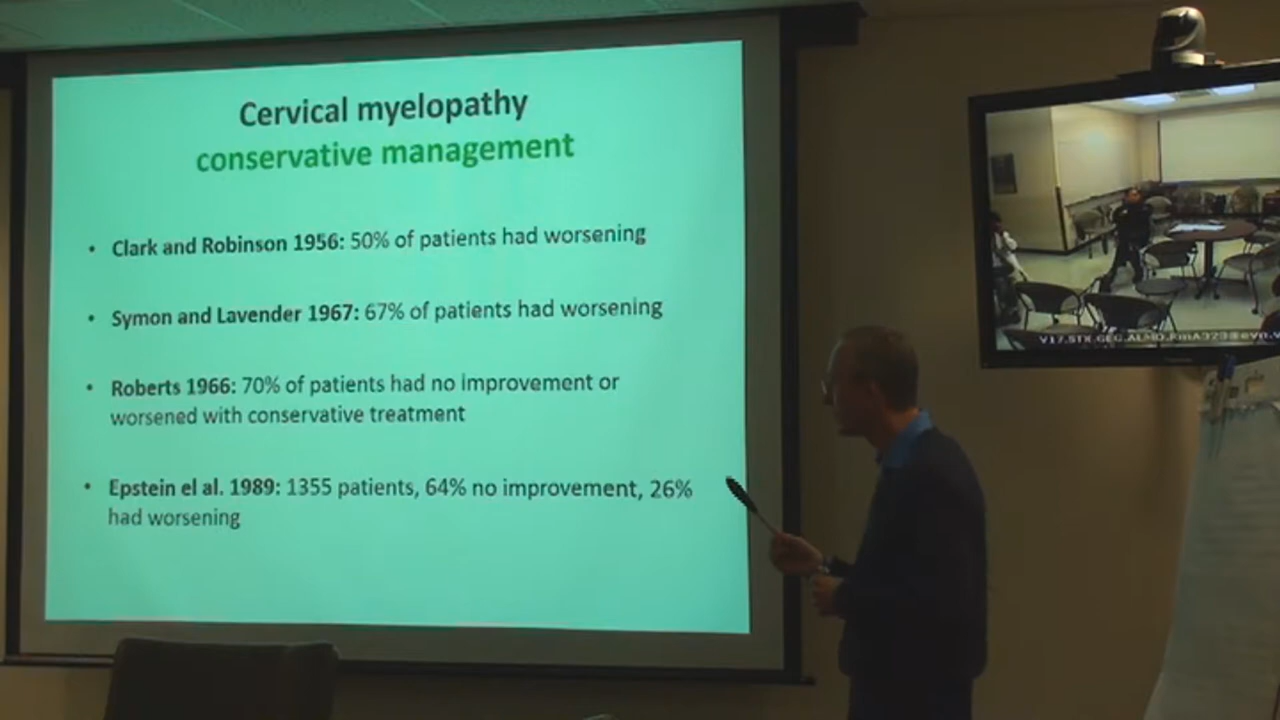 Cervical myelopathy
conservative management
• Clark and Robinson 1956: 50% of patients had worsening
• Symon and Lavender 1967: 67% of patients had worsening
• Roberts 1966: 70% of patients had no improvement or
worsened with conservative treatment
• Epstein el al. 1989: 1355 patients, 64% no improvement, 26%
had worsening